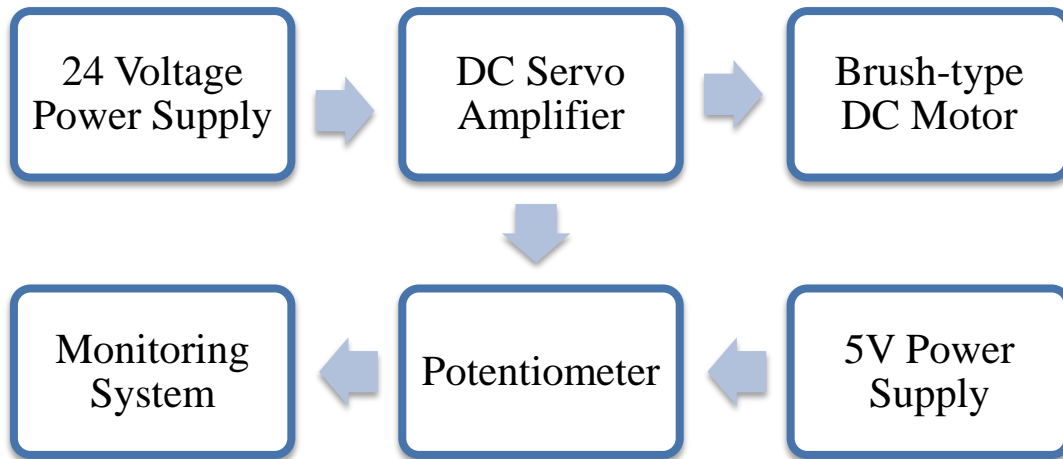 24 Voltage
Power Supply
DC Servo
Amplifier
Brush-type
DC Motor
Monitoring
System
Potentiometer
5V Power
Supply